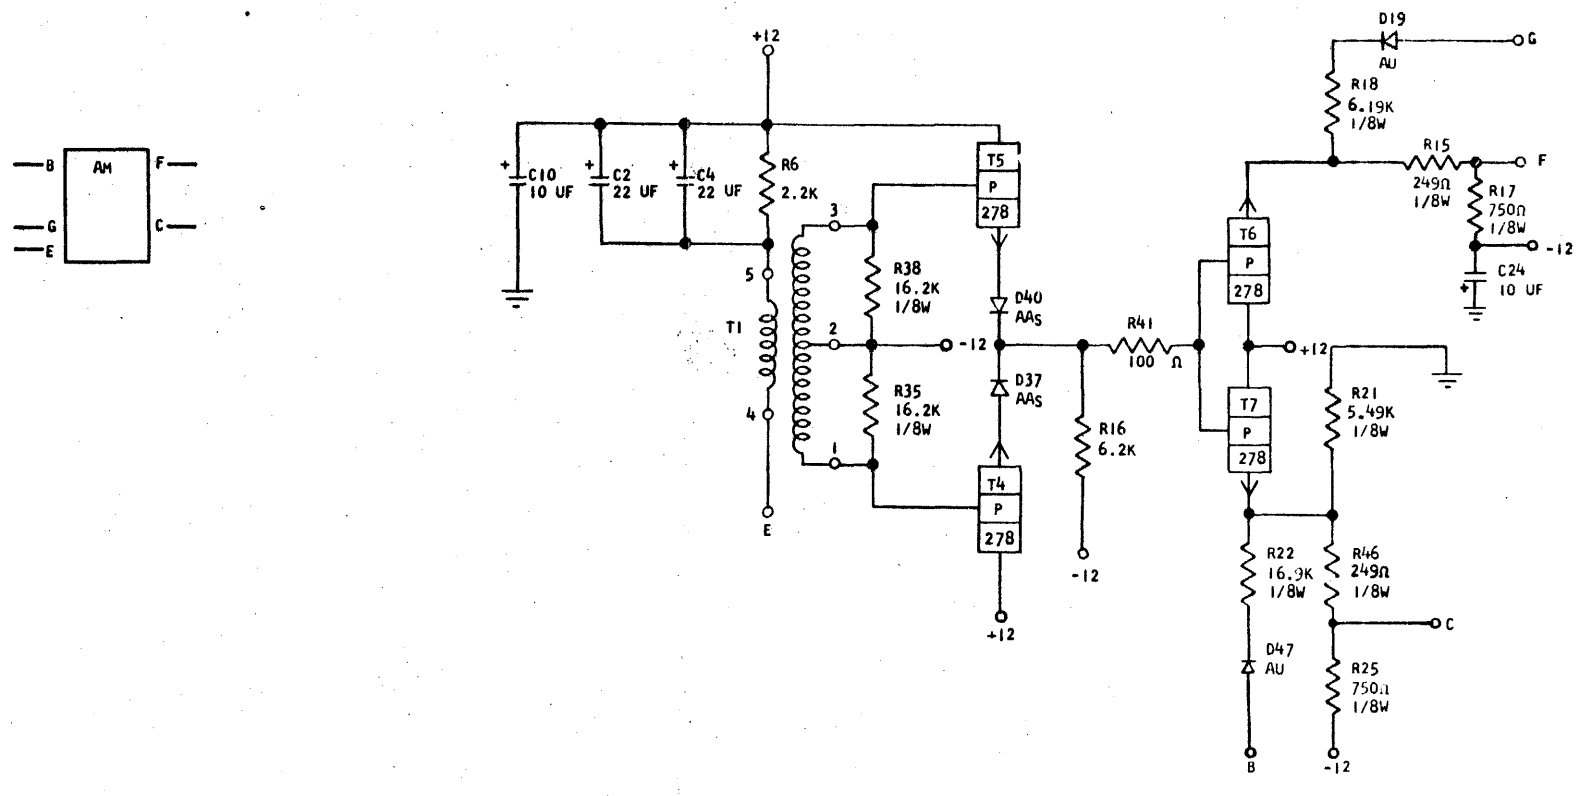 B
AM
F
G
C
E
+12
+
C10
10 UF
+
C2
22 UF
+
C4
22 UF
R6
2.2K
3
5
T1
4
E
2
1
R38
16.2K
1/8W
-12
R35
16.2K
1/8W
T5
P
278
D40
AAS
D37
AAS
T4
P
278
+12
R41
100 Ω
R16
6.2K
-12
D19
AU
G
R18
6.19K
1/8W
R15
249Ω
1/8W
F
R17
750Ω
1/8W
-12
C24
10 UF
+
T6
P
278
+12
T7
P
278
R21
5.49K
1/8W
R22
16.9K
1/8W
R46
249Ω
1/8W
C
D47
AU
R25
750Ω
1/8W
B
-12